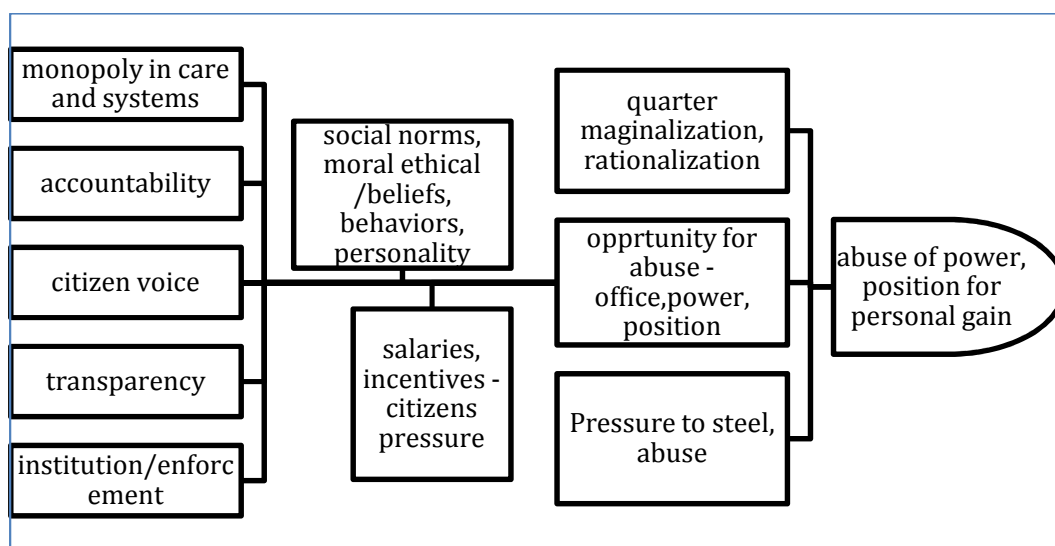 monopoly in care
and systems
accountability
citizen voice
transparency
institution/enforc
ement
social norms,
moral ethical
/beliefs,
behaviors,
personality
salaries,
incentives -
citizens
pressure
quarter
maginalization,
rationalization
opprtunity for
abuse -
office,power,
position
Pressure to steel,
abuse
abuse of power,
position for
personal gain